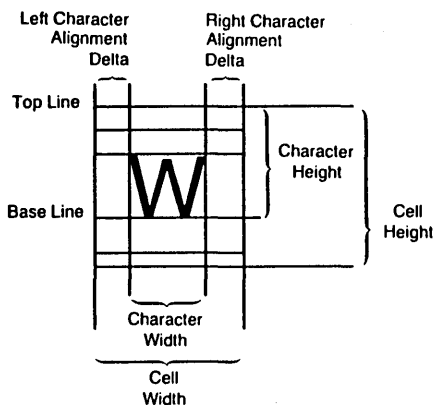 Left Character
Alignment
Delta
Right Character
Alignment
Delta
Top Line
Character
Height
W
Base Line
Cell
Height
Character
Width
Cell
Width